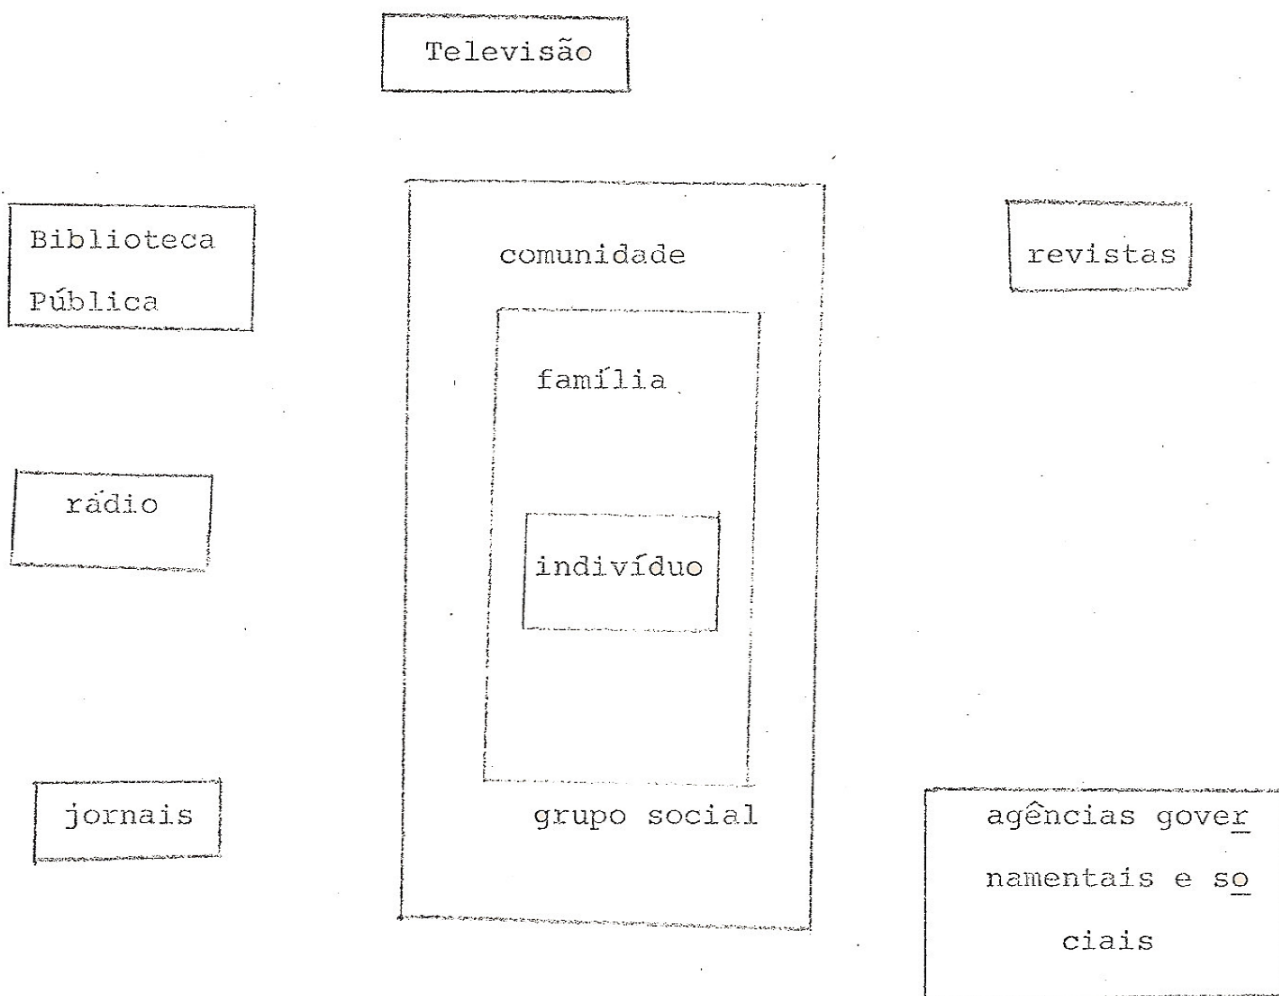 Televisão
Biblioteca
Pública
comunidade
revistas
família
rádio
indivíduo
jornais
grupo social
agências gover
namentais e so
ciais